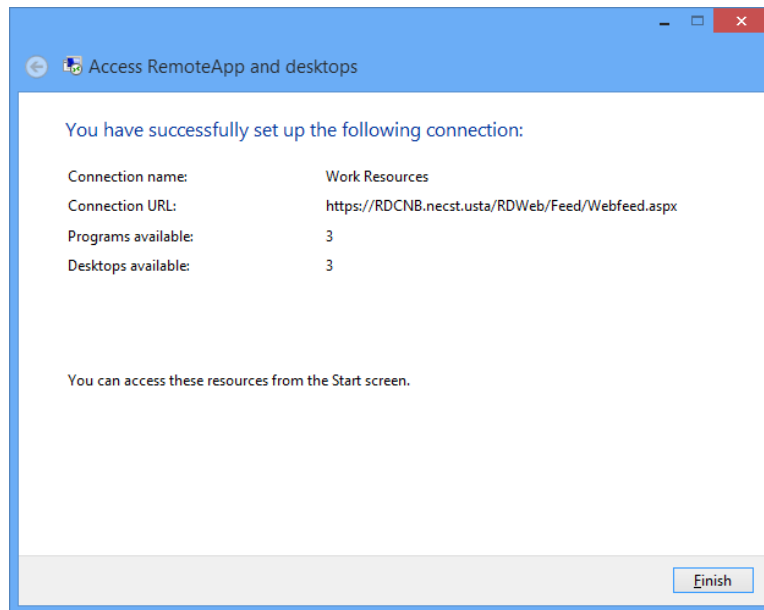 Access RemoteApp and desktops
You have successfully set up the following connection:
Connection name: Work Resources
Connection URL: https://RDCNB.necst.usta/RDWeb/Feed/Webfeed.aspx
Programs available: 3
Desktops available: 3
You can access these resources from the Start screen.
Finish